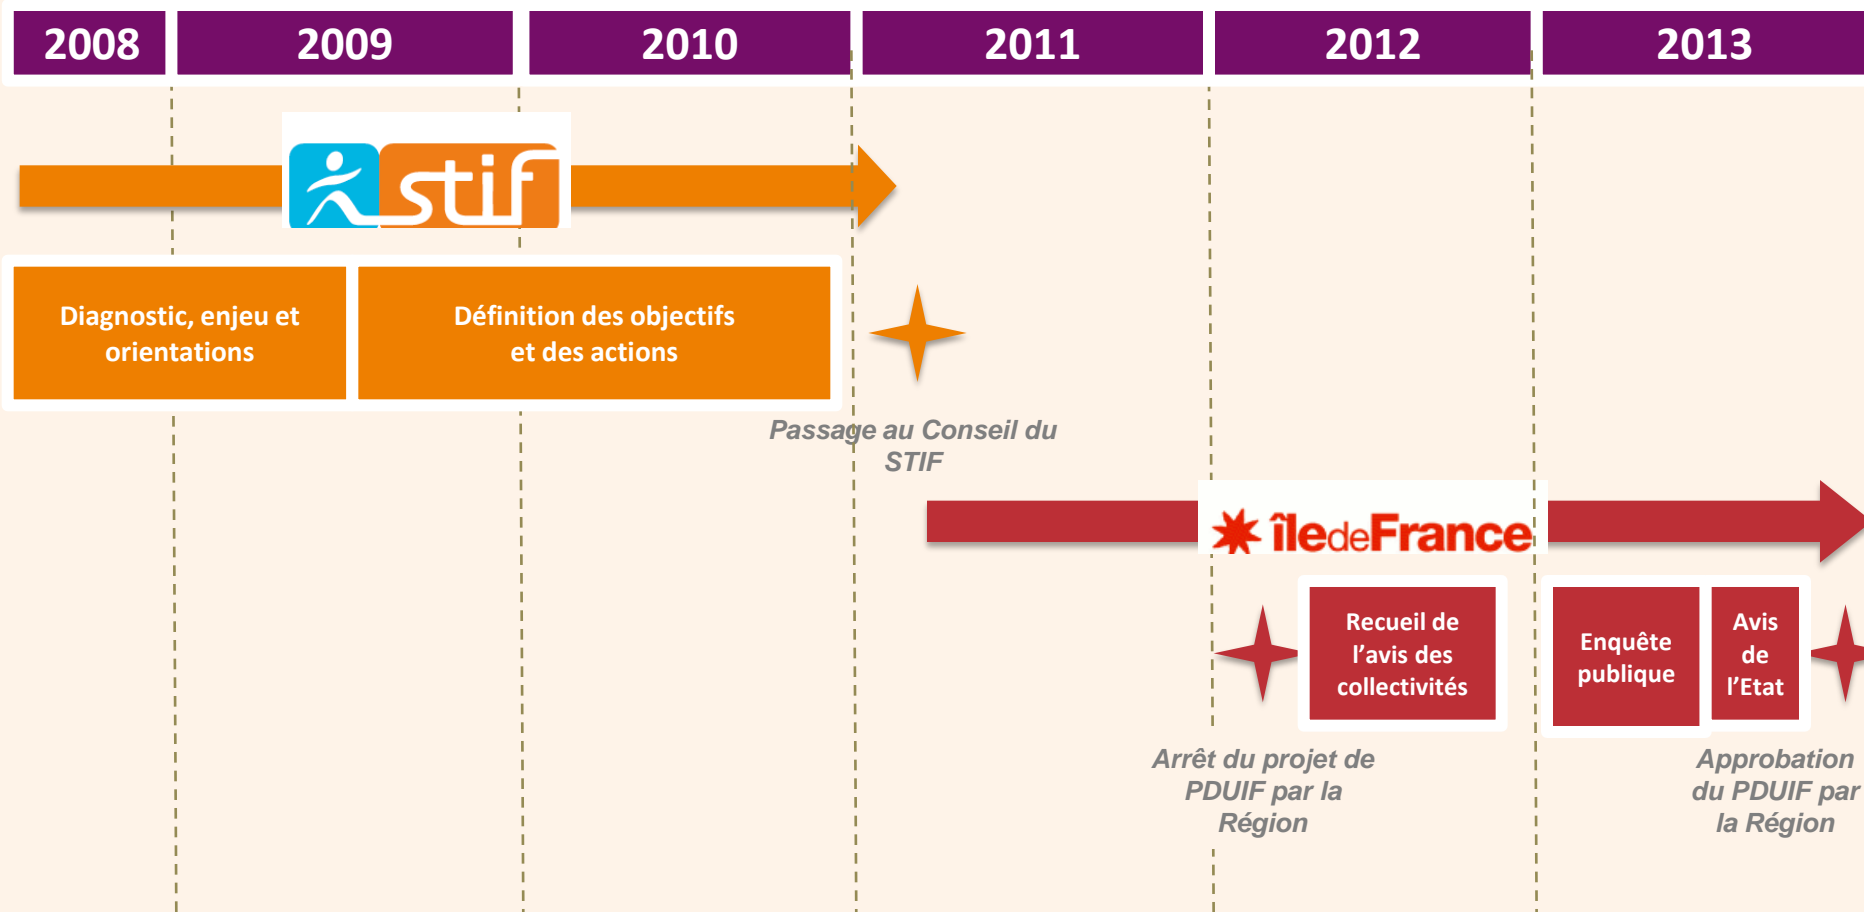 2008
2009
2010
2011
2012
2013
stif
Diagnostic, enjeu et
orientations
Définition des objectifs
et des actions
Passage au Conseil du
STIF
îledeFrance
Recueil de
l’avis des
collectivités
Enquête
publique
Avis
de
l’Etat
Arrêt du projet de
PDUIF par la
Région
Approbation
du PDUIF par
la Région